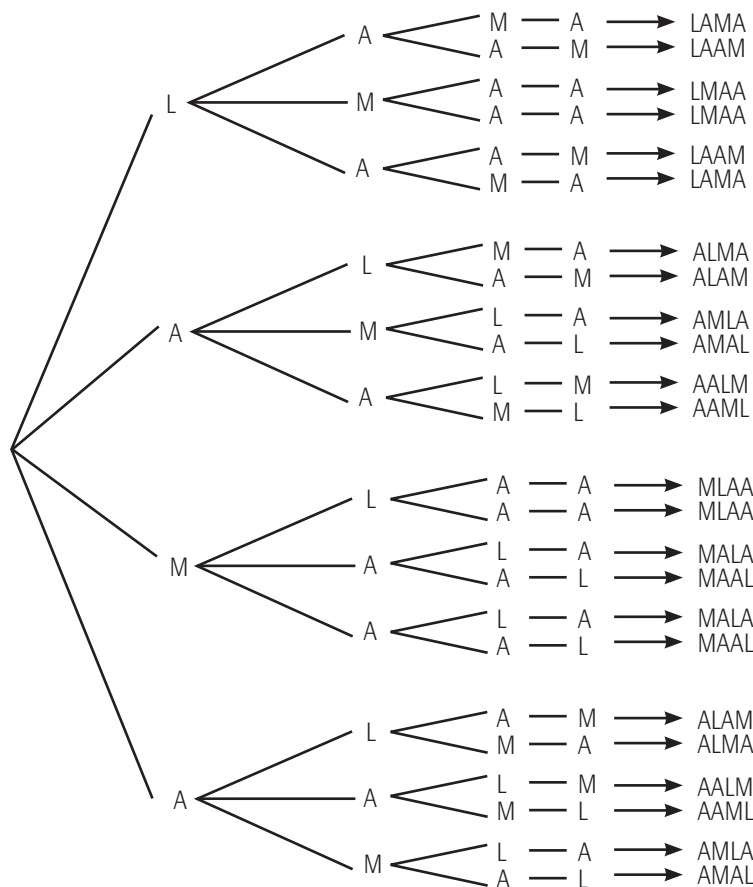 A M A LAMA
A M LAAM
L M A A LMAA
A A LMAA
A A M LAAM
M A LAMA
L M A ALMA
A M ALAM
A M L A AMLA
A L AMAL
A L M AALM
M L AAML
L A A MLAA
A A MLAA
M A L A MALA
A L MAAL
A L A MALA
A L MAAL
L A M ALAM
M A ALMA
A A L M AALM
M L AAML
M L A AMLA
A L AMAL